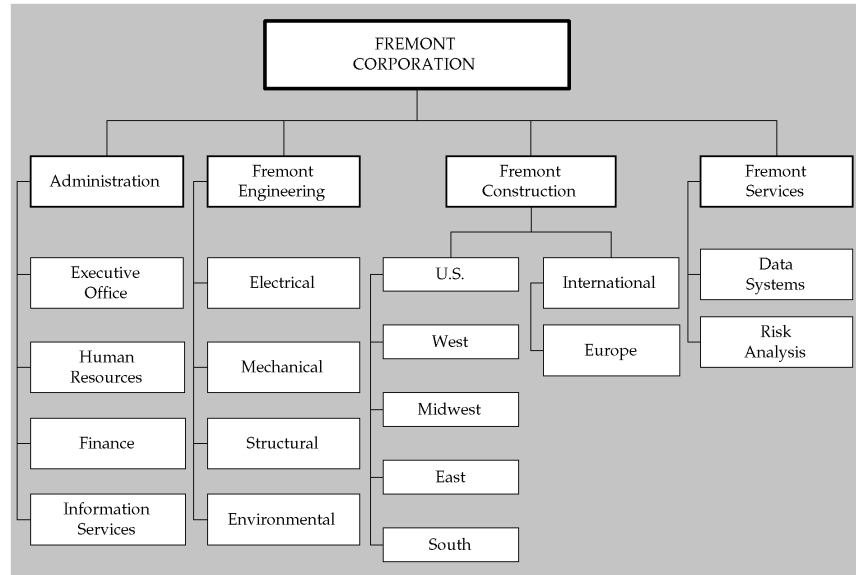 FREMONT
CORPORATION
Administration
Fremont
Engineering
Fremont
Construction
Fremont
Services
Executive
Office
Human
Resources
Finance
Information
Services
Electrical
Mechanical
Structural
Environmental
U.S.
West
Midwest
East
South
International
Europe
Data
Systems
Risk
Analysis